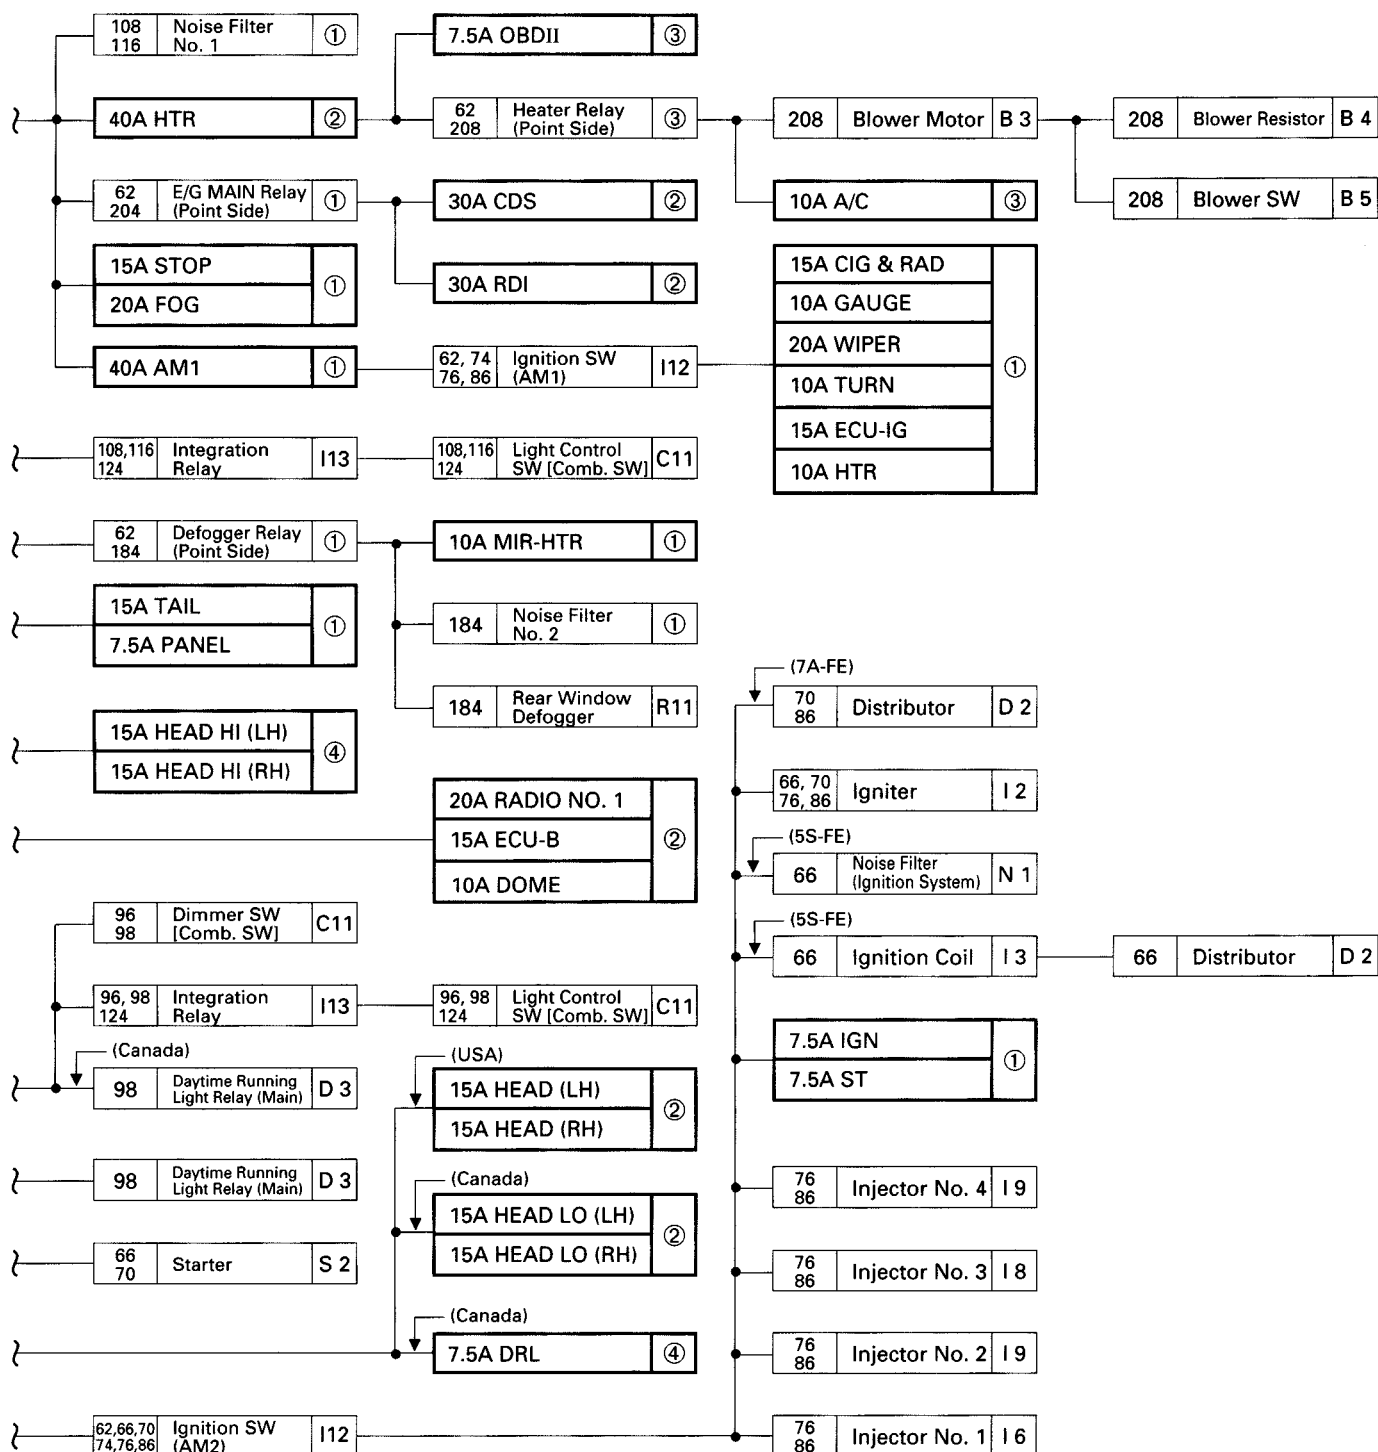 108 Noise Filter ①
116 No. 1
7.5A OBDII ③
40A HTR ②
62 Heater Relay ③
208 (Point Side)
208 Blower Motor B 3
208 Blower Resistor B 4
62 E/G MAIN Relay ①
204 (Point Side)
30A CDS ②
10A A/C ③
208 Blower SW B 5
15A STOP
20A FOG
①
30A RDI ②
15A CIG & RAD
10A GAUGE
20A WIPER
10A TURN
15A ECU-IG
10A HTR
①
40A AM1 ①
62, 74 Ignition SW I12
76, 86 (AM1)
108,116 Integration I13
124 Relay
108,116 Light Control C11
124 SW [Comb. SW]
62 Defogger Relay ①
184 (Point Side)
10A MIR-HTR ①
15A TAIL
7.5A PANEL
①
184 Noise Filter ①
No. 2
184 Rear Window R11
Defogger
(7A-FE)
70 Distributor D 2
86
15A HEAD HI (LH)
15A HEAD HI (RH)
④
66, 70 Igniter I 2
76, 86
20A RADIO NO. 1
15A ECU-B
10A DOME
②
(5S-FE)
66 Noise Filter N 1
(Ignition System)
96 Dimmer SW C11
98 [Comb. SW]
(5S-FE)
66 Ignition Coil I 3
66 Distributor D 2
96, 98 Integration I13
124 Relay
96, 98 Light Control C11
124 SW [Comb. SW]
7.5A IGN
7.5A ST
①
(Canada)
98 Daytime Running D 3
Light Relay (Main)
(USA)
15A HEAD (LH)
15A HEAD (RH)
②
98 Daytime Running D 3
Light Relay (Main)
(Canada)
15A HEAD LO (LH)
15A HEAD LO (RH)
②
76 Injector No. 4 I 9
86
66 Starter S 2
70
76 Injector No. 3 I 8
86
(Canada)
7.5A DRL ④
76 Injector No. 2 I 9
86
62,66,70 Ignition SW I12
74,76,86 (AM2)
76 Injector No. 1 I 6
86